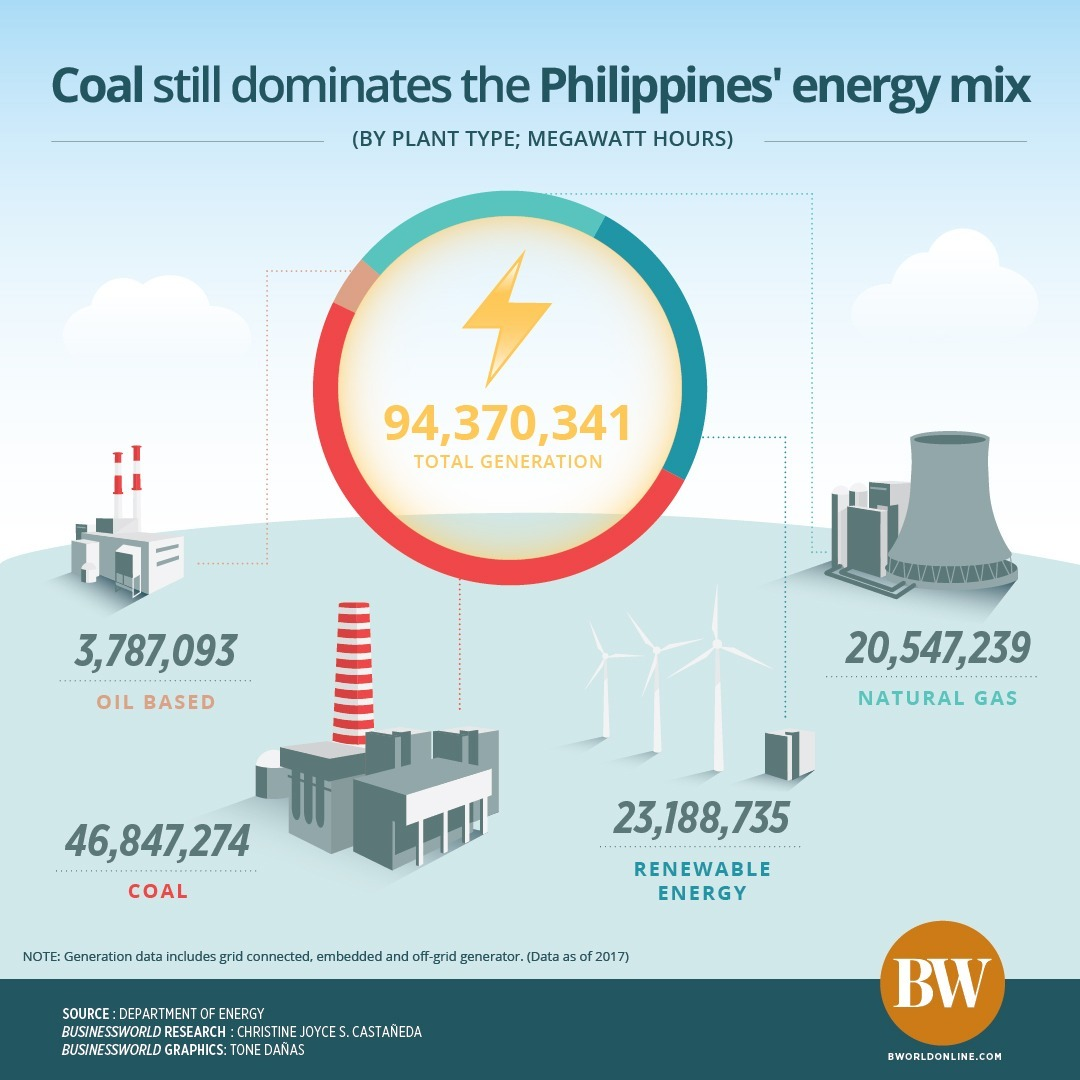 Coal still dominates the Philippines' energy mix
(BY PLANT TYPE; MEGAWATT HOURS)
94,370,341
TOTAL GENERATION
3,787,093
OIL BASED
20,547,239
NATURAL GAS
46,847,274
COAL
23,188,735
RENEWABLE
ENERGY
NOTE: Generation data includes grid connected, embedded and off-grid generator. (Data as of 2017)
SOURCE : DEPARTMENT OF ENERGY
BUSINESSWORLD RESEARCH : CHRISTINE JOYCE S. CASTAÑEDA
BUSINESSWORLD GRAPHICS: TONE DAÑAS
BW
BWORLDONLINE.COM